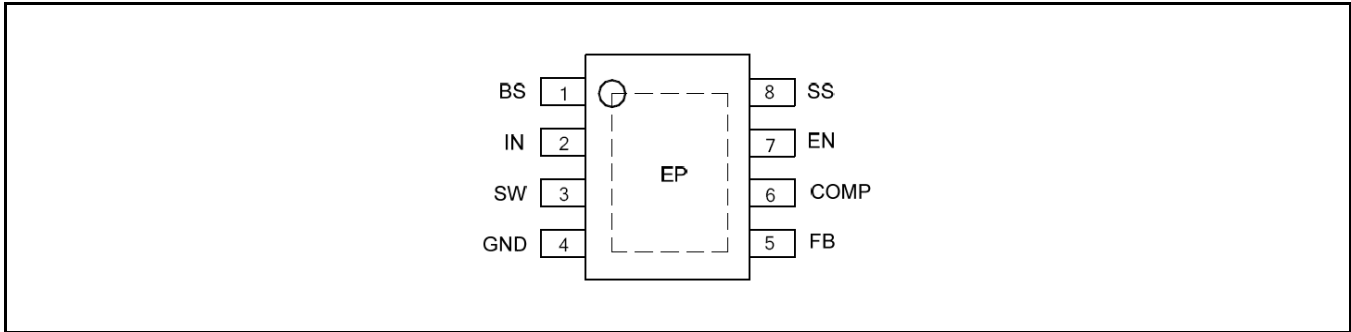 BS 1 8 SS
IN 2 7 EN
EP
SW 3 6 COMP
GND 4 5 FB